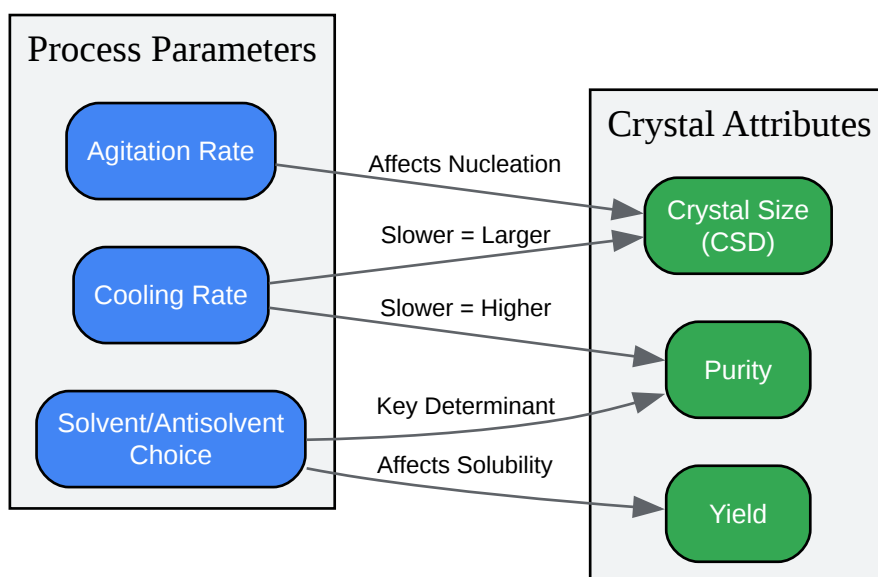 Process Parameters
Agitation Rate
Cooling Rate
Solvent/Antisolvent
Choice
Affects Nucleation
Slower = Larger
Slower = Higher
Key Determinant
Affects Solubility
Crystal Attributes
Crystal Size
(CSD)
Purity
Yield